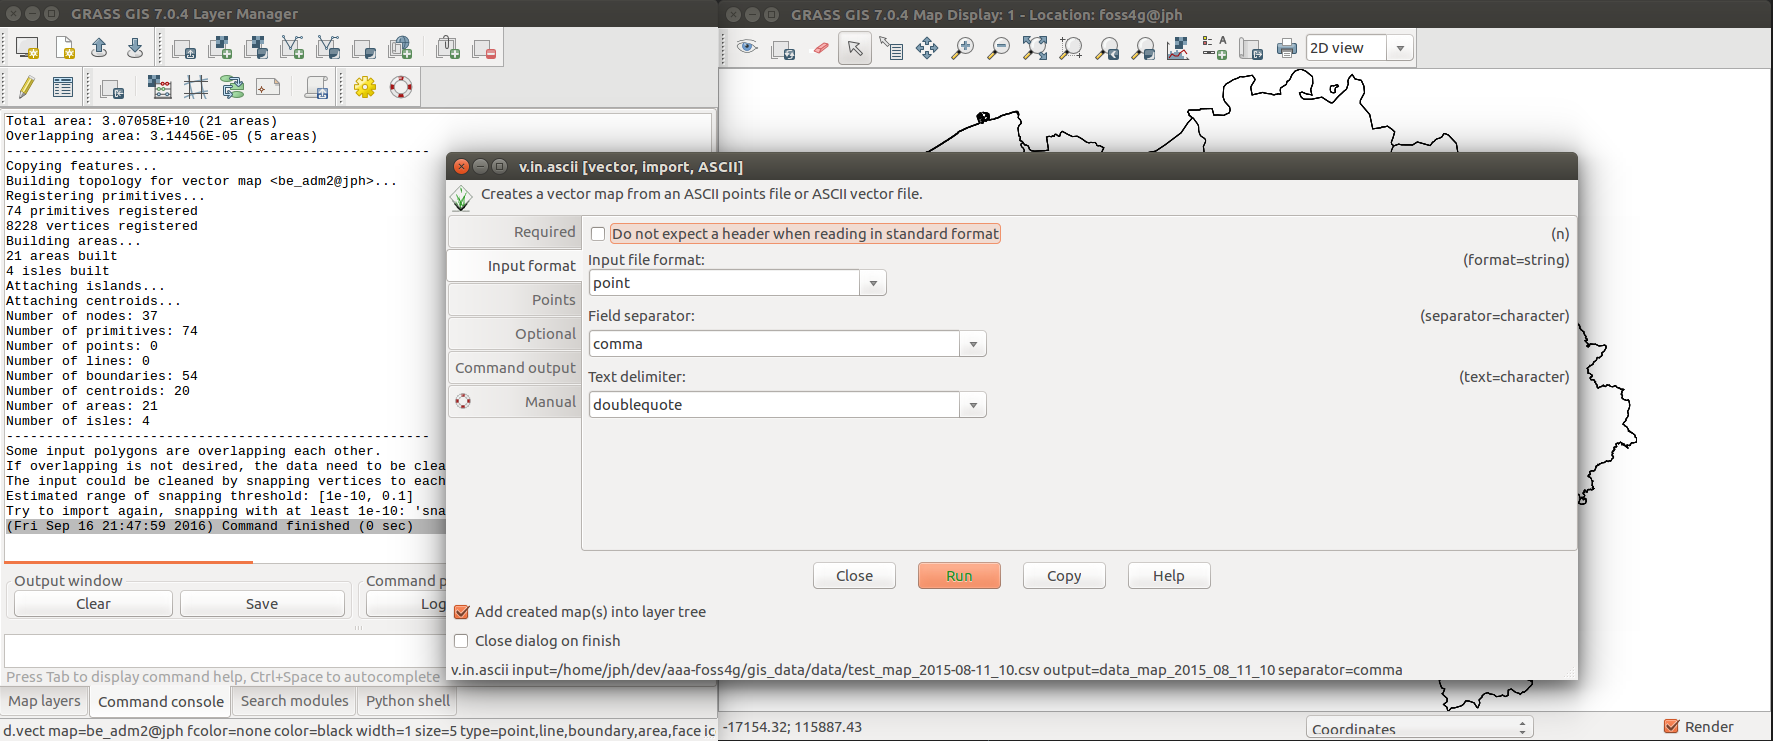 GRASS GIS 7.0.4 Layer Manager
GRASS GIS 7.0.4 Map Display: 1 - Location: foss4g@jph
2D view
Total area: 3.07058E+10 (21 areas)
Overlapping area: 3.14456E-05 (5 areas)
-----------------------------------------------------
Copying features...
Building topology for vector map <be_adm2@jph>...
Registering primitives...
74 primitives registered
8228 vertices registered
Building areas...
21 areas built
4 isles built
Attaching islands...
Attaching centroids...
Number of nodes: 37
Number of primitives: 74
Number of points: 0
Number of lines: 0
Number of boundaries: 54
Number of centroids: 20
Number of areas: 21
Number of isles: 4
-----------------------------------------------------
Some input polygons are overlapping each other.
If overlapping is not desired, the data need to be clea
The input could be cleaned by snapping vertices to each
Estimated range of snapping threshold: [1e-10, 0.1]
Try to import again, snapping with at least 1e-10: 'sna
(Fri Sep 16 21:47:59 2016) Command finished (0 sec)
Output window
Command p
Clear
Save
Log
Press Tab to display command help, Ctrl+Space to autocomplete
Map layers
Command console
Search modules
Python shell
d.vect map=be_adm2@jph fcolor=none color=black width=1 size=5 type=point,line,boundary,area,face ic
v.in.ascii [vector, import, ASCII]
Creates a vector map from an ASCII points file or ASCII vector file.
Required
Input format
Points
Optional
Command output
Manual
Do not expect a header when reading in standard format
(n)
Input file format:
(format=string)
point
Field separator:
(separator=character)
comma
Text delimiter:
(text=character)
doublequote
Close
Run
Copy
Help
Add created map(s) into layer tree
Close dialog on finish
v.in.ascii input=/home/jph/dev/aaa-foss4g/gis_data/data/test_map_2015-08-11_10.csv output=data_map_2015_08_11_10 separator=comma
-17154.32; 115887.43
Coordinates
Render